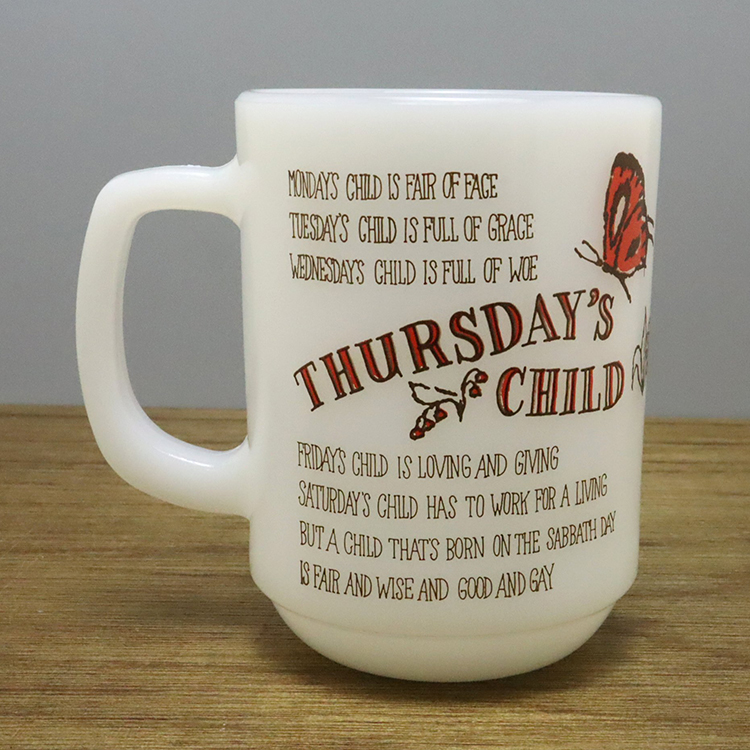 MONDAY'S CHILD IS FAIR OF FACE
TUESDAY'S CHILD IS FULL OF GRACE
WEDNESDAY'S CHILD IS FULL OF WOE
THURSDAY'S
CHILD
FRIDAY'S CHILD IS LOVING AND GIVING
SATURDAY'S CHILD HAS TO WORK FOR A LIVING
BUT A CHILD THAT'S BORN ON THE SABBATH DAY
IS FAIR AND WISE AND GOOD AND GAY